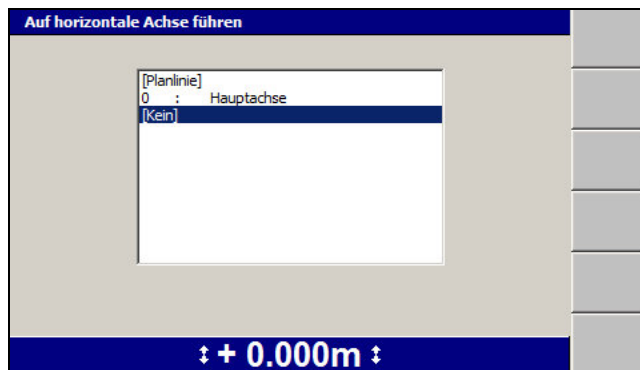 Auf horizontale Achse führen
[Planlinie]
0 : Hauptachse
[Kein]
↕ + 0.000m ↕